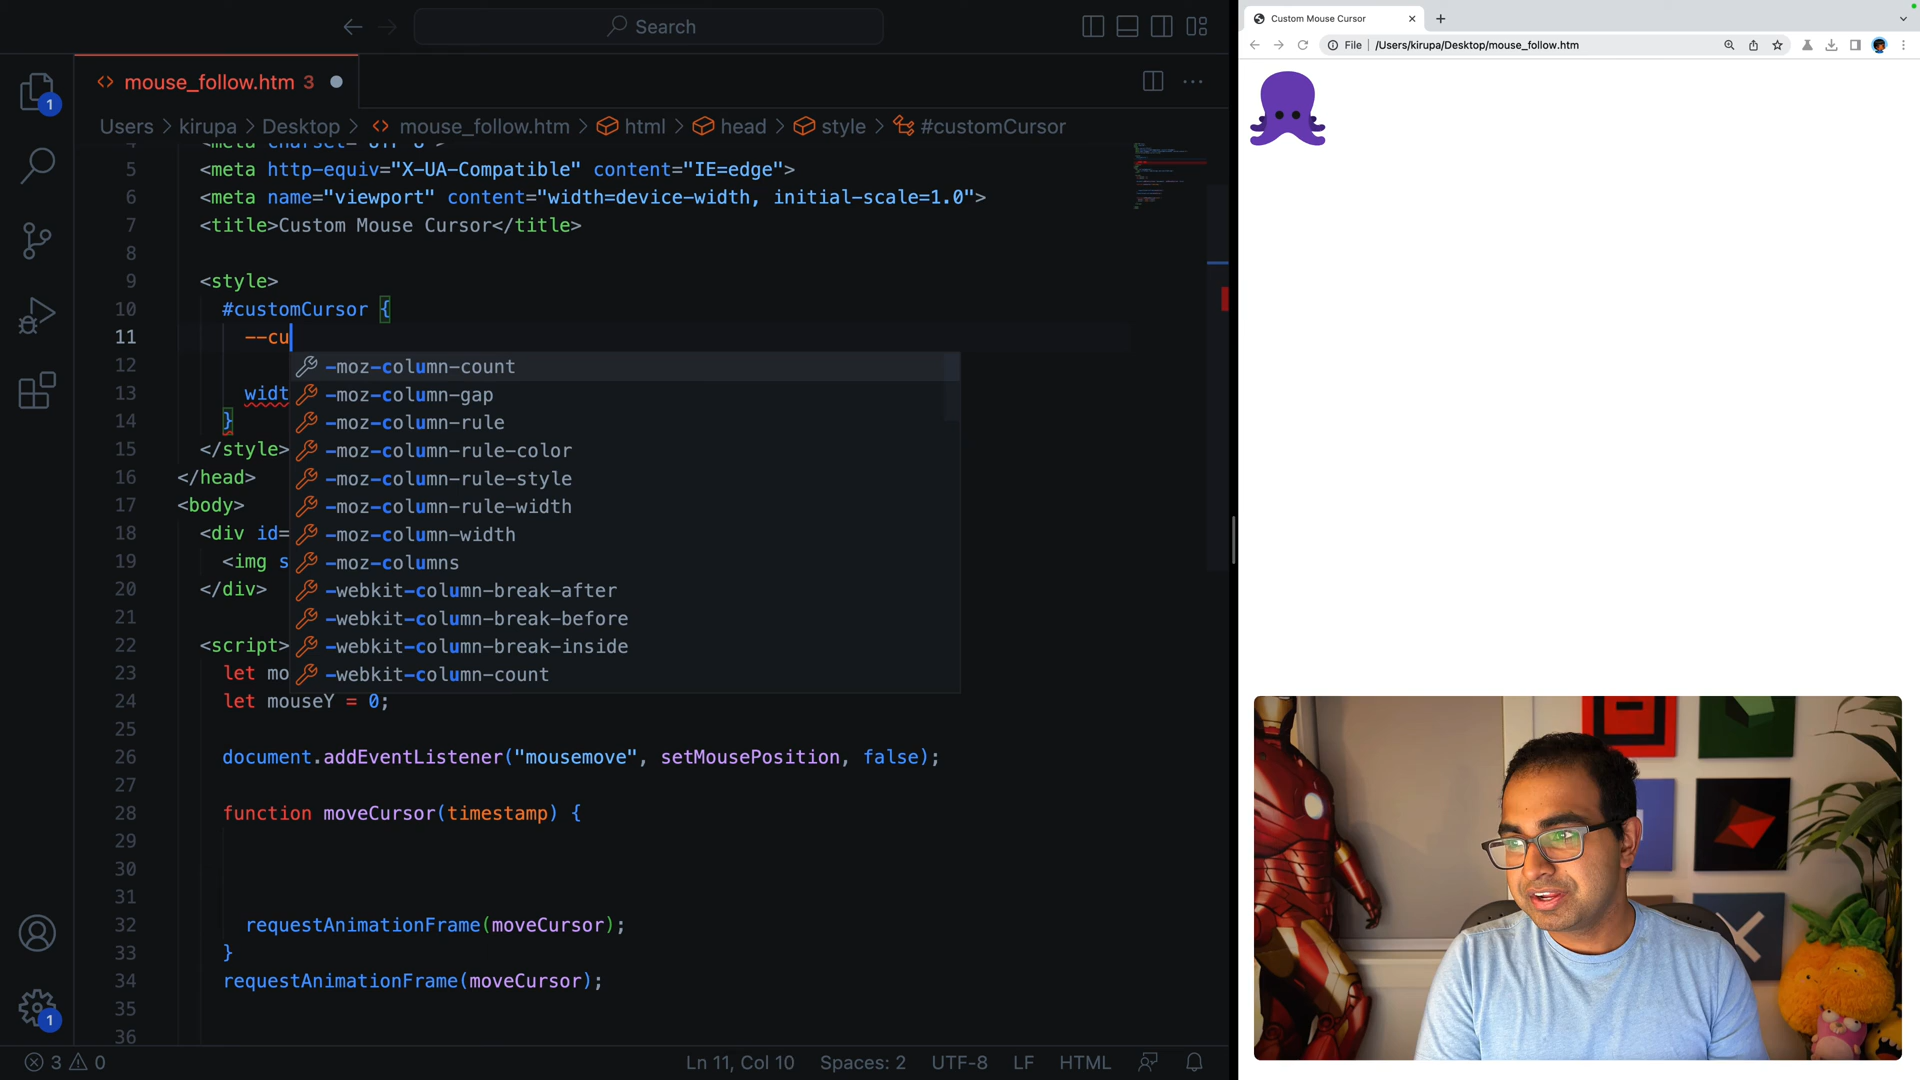 Search
mouse_follow.htm 3
Users > kirupa > Desktop > mouse_follow.htm > html > head > style > #customCursor
5 <meta http-equiv="X-UA-Compatible" content="IE=edge">
6 <meta name="viewport" content="width=device-width, initial-scale=1.0">
7 <title>Custom Mouse Cursor</title>
8
9 <style>
10 #customCursor {
11 --cu
-moz-column-count
12
-moz-column-gap
13 widt
-moz-column-rule
14 }
-moz-column-rule-color
15 </style>
-moz-column-rule-style
16 </head>
-moz-column-rule-width
17 <body>
-moz-column-width
18 <div id=
-moz-columns
19 <img s
-webkit-column-break-after
20 </div>
-webkit-column-break-before
21
-webkit-column-break-inside
22 <script>
-webkit-column-count
23 let mo
24 let mouseY = 0;
25
26 document.addEventListener("mousemove", setMousePosition, false);
27
28 function moveCursor(timestamp) {
29
30
31
32 requestAnimationFrame(moveCursor);
33 }
34 requestAnimationFrame(moveCursor);
35
36
1
1
3 0
Ln 11, Col 10 Spaces: 2 UTF-8 LF HTML
Custom Mouse Cursor
File | /Users/kirupa/Desktop/mouse_follow.htm